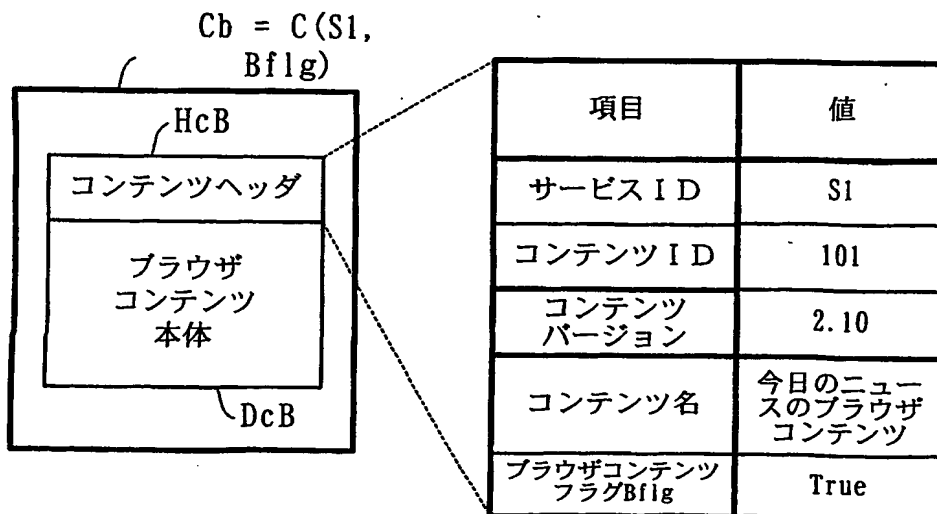 Cb = C(S1,
Bflg)
HcB
コンテンツヘッダ
ブラウザ
コンテンツ
本体
DcB
項目
値
サービスＩＤ
S1
コンテンツＩＤ
101
コンテンツ
バージョン
2.10
コンテンツ名
今日のニュー
スのブラウザ
コンテンツ
ブラウザコンテンツ
フラグBflg
True